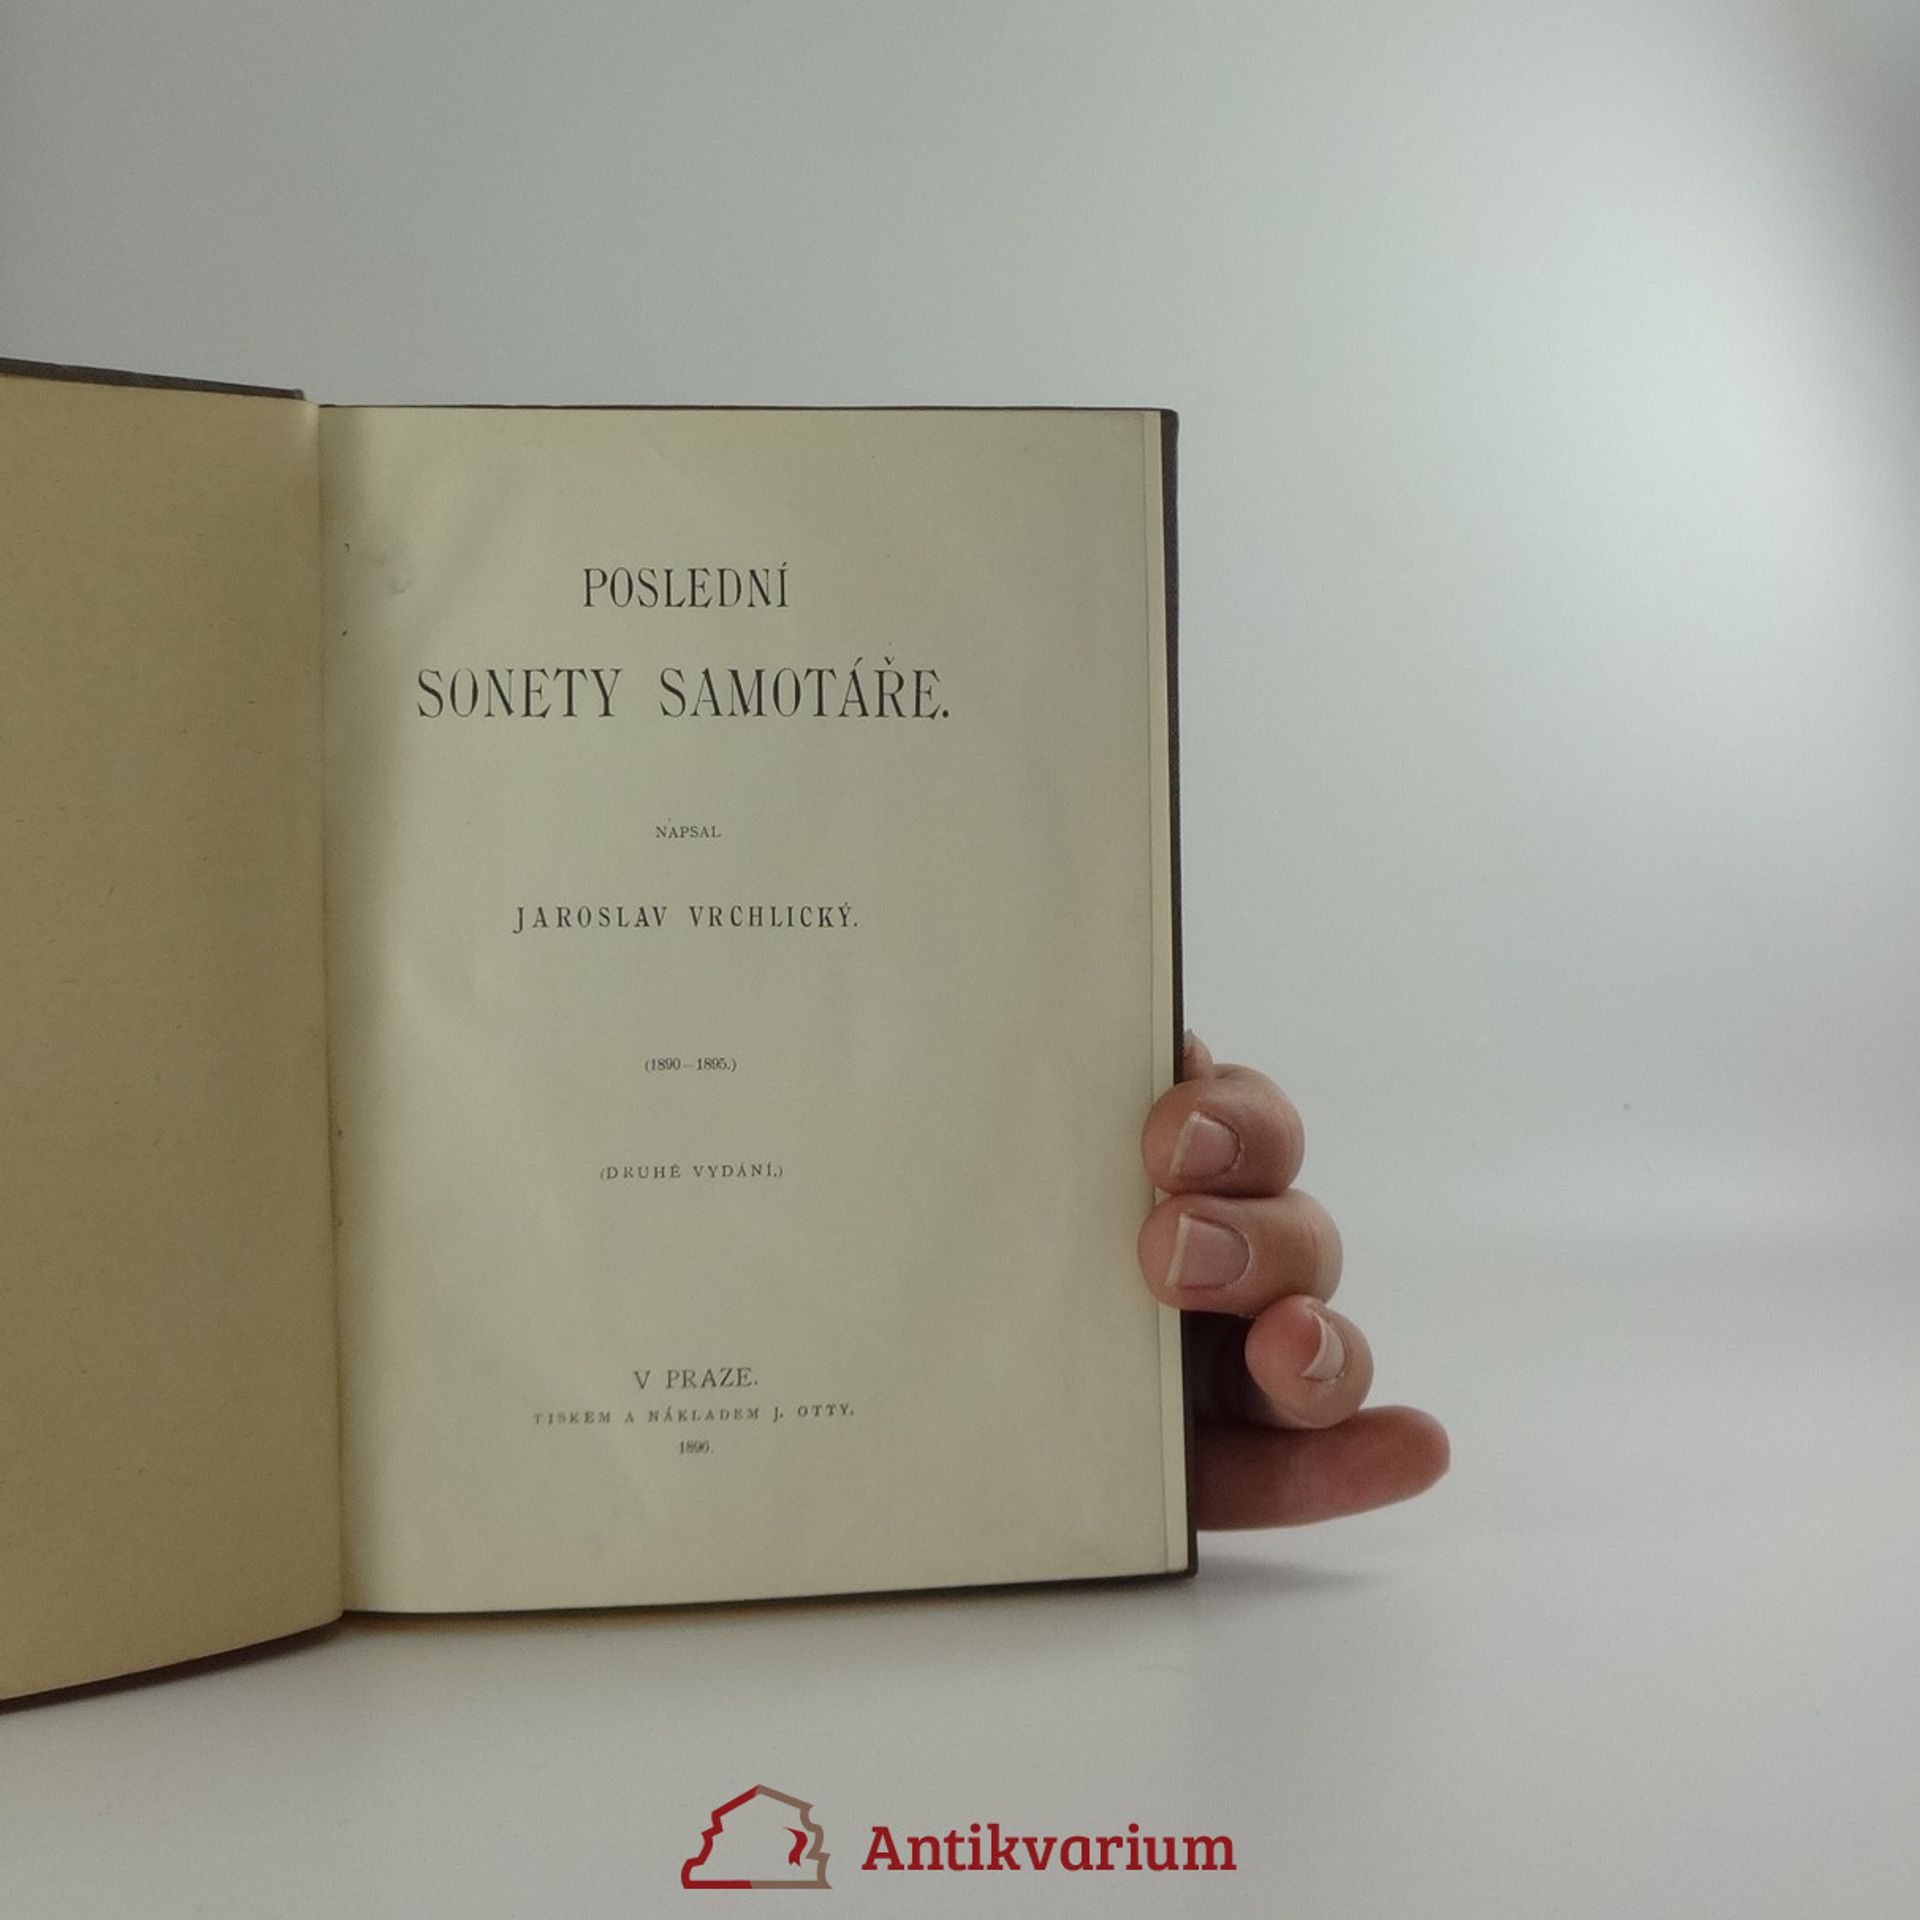 POSLEDNÍ
SONETY SAMOTÁŘE.
NAPSAL
JAROSLAV VRCHLICKÝ.
(1890—1895.)
(DRUHÉ VYDÁNÍ.)
V PRAZE.
TISKEM A NÁKLADEM J. OTTY.
1896.
Antikvarium